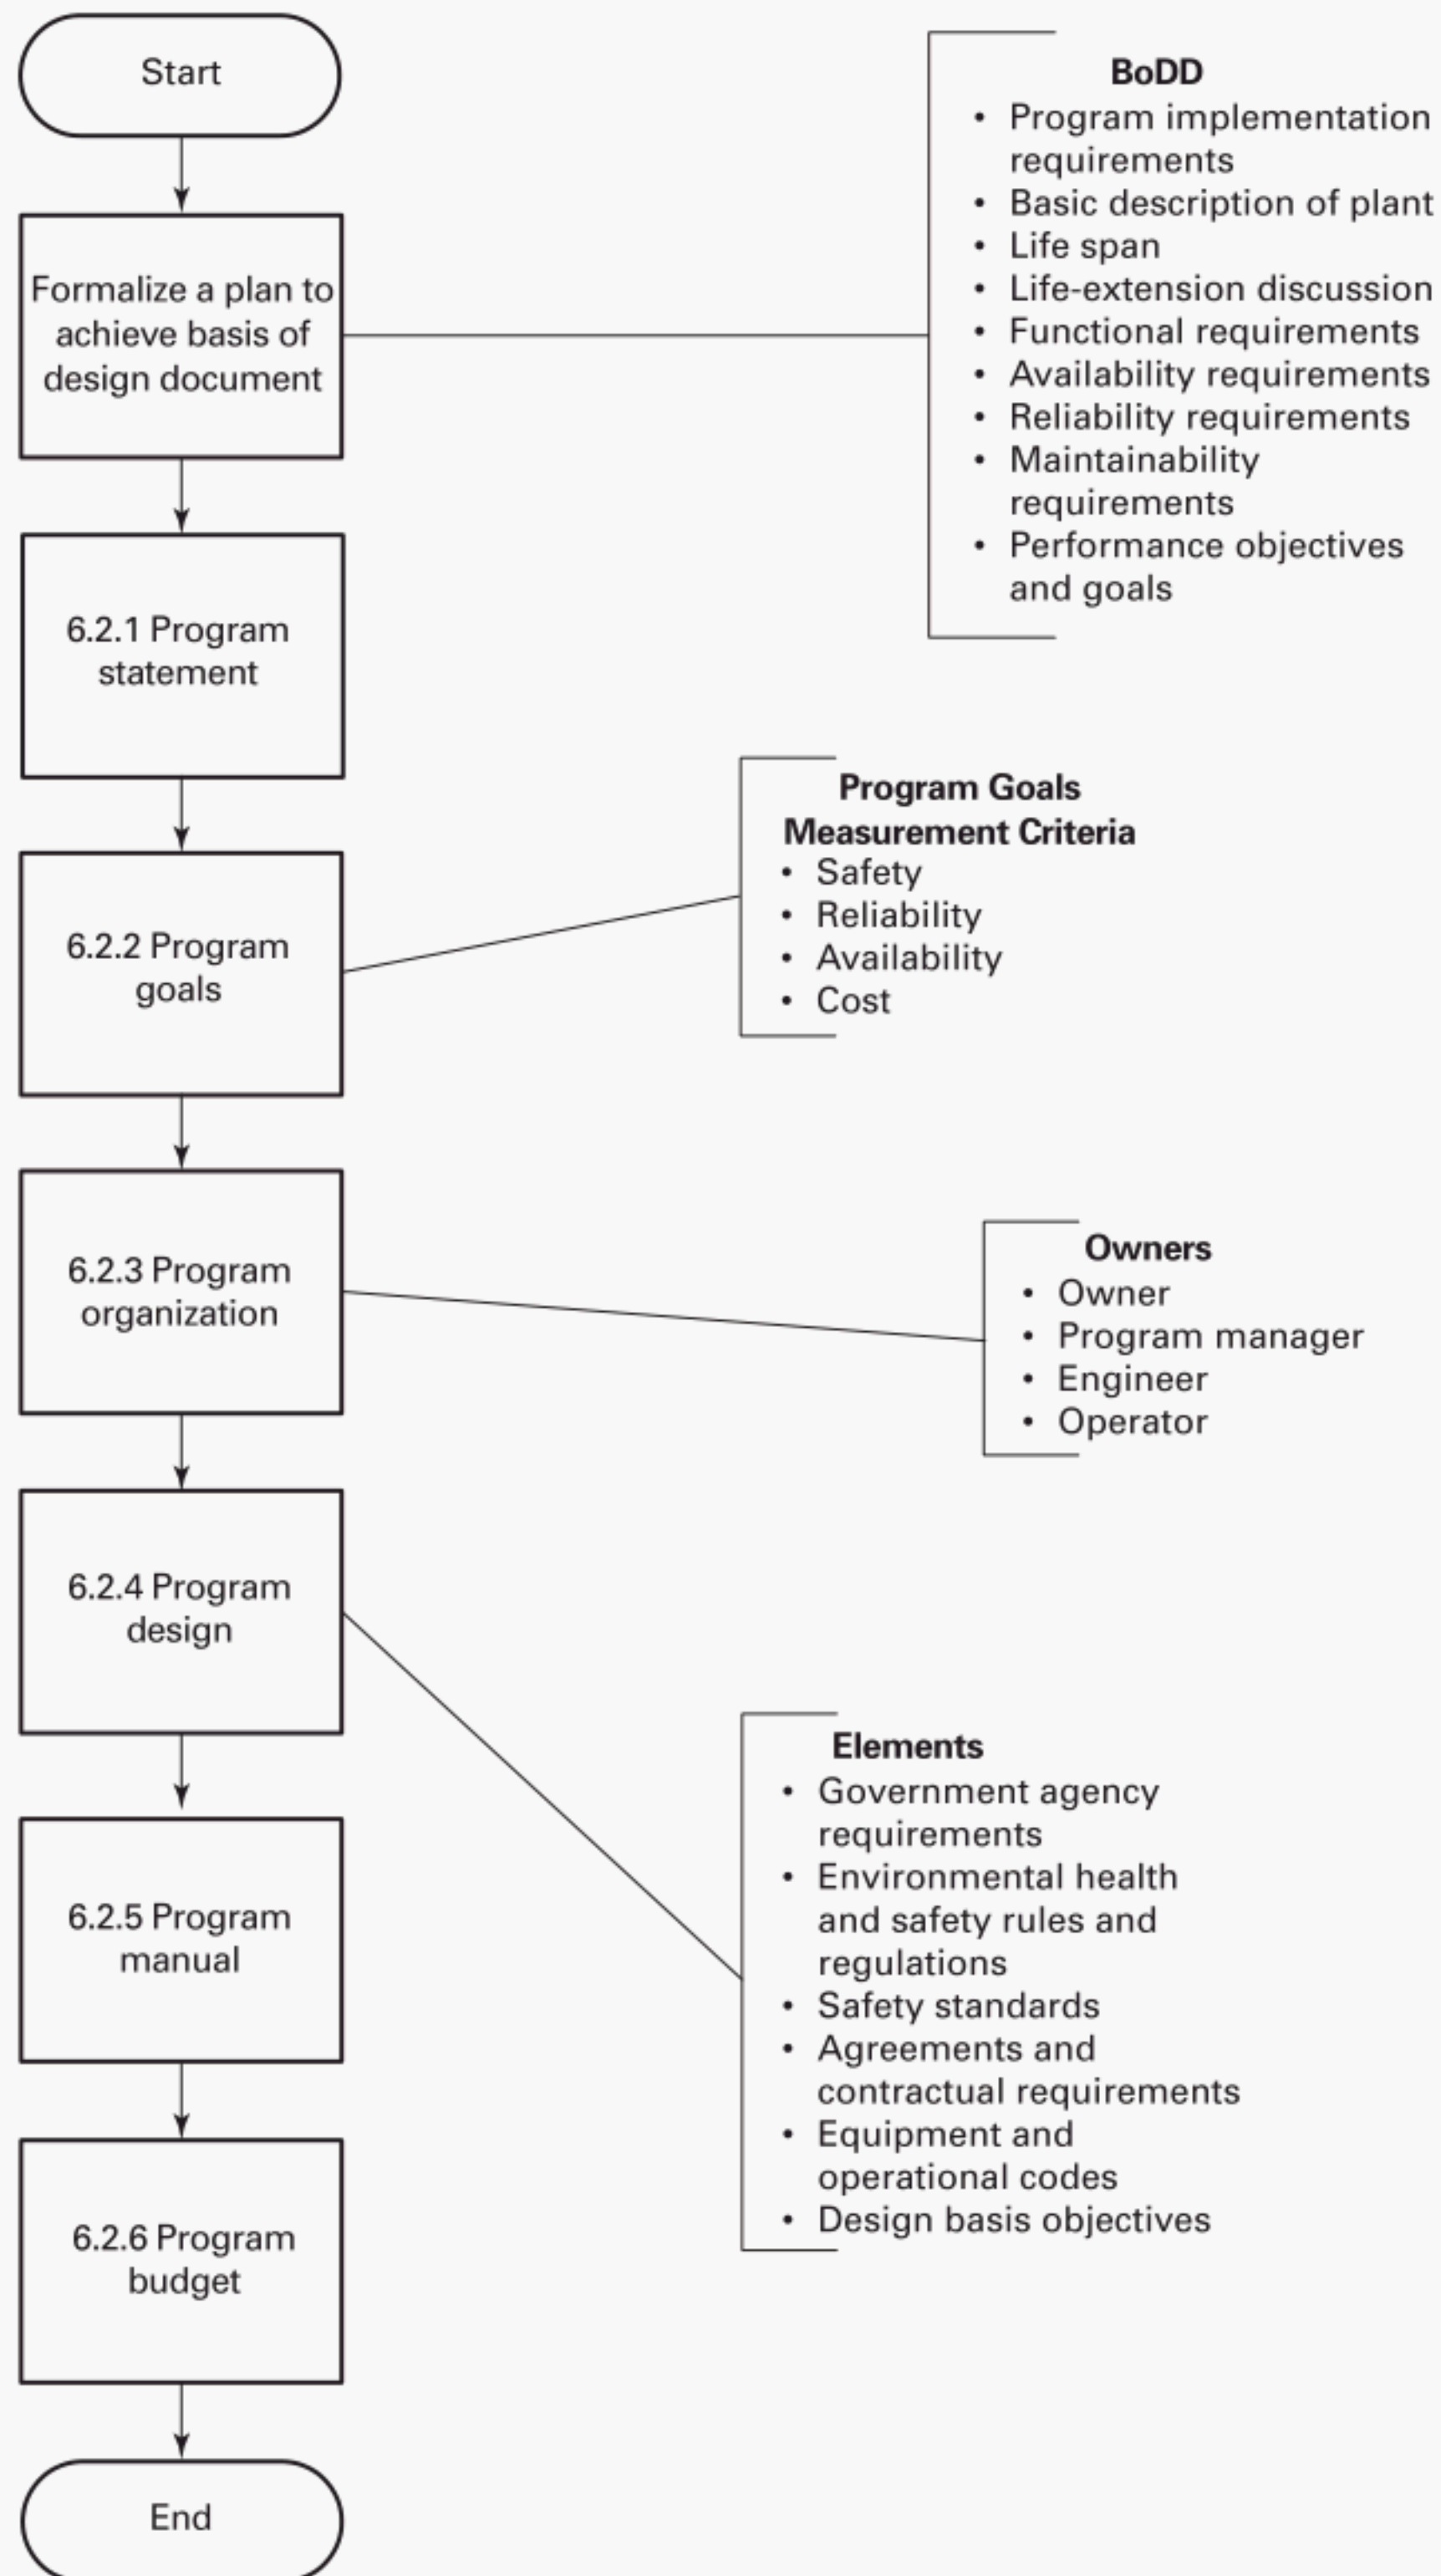 Start
Formalize a plan to
achieve basis of
design document
BoDD
• Program implementation
requirements
• Basic description of plant
• Life span
• Life-extension discussion
• Functional requirements
• Availability requirements
• Reliability requirements
• Maintainability
requirements
• Performance objectives
and goals
6.2.1 Program
statement
6.2.2 Program
goals
Program Goals
Measurement Criteria
• Safety
• Reliability
• Availability
• Cost
6.2.3 Program
organization
Owners
• Owner
• Program manager
• Engineer
• Operator
6.2.4 Program
design
Elements
• Government agency
requirements
• Environmental health
and safety rules and
regulations
• Safety standards
• Agreements and
contractual requirements
• Equipment and
operational codes
• Design basis objectives
6.2.5 Program
manual
6.2.6 Program
budget
End